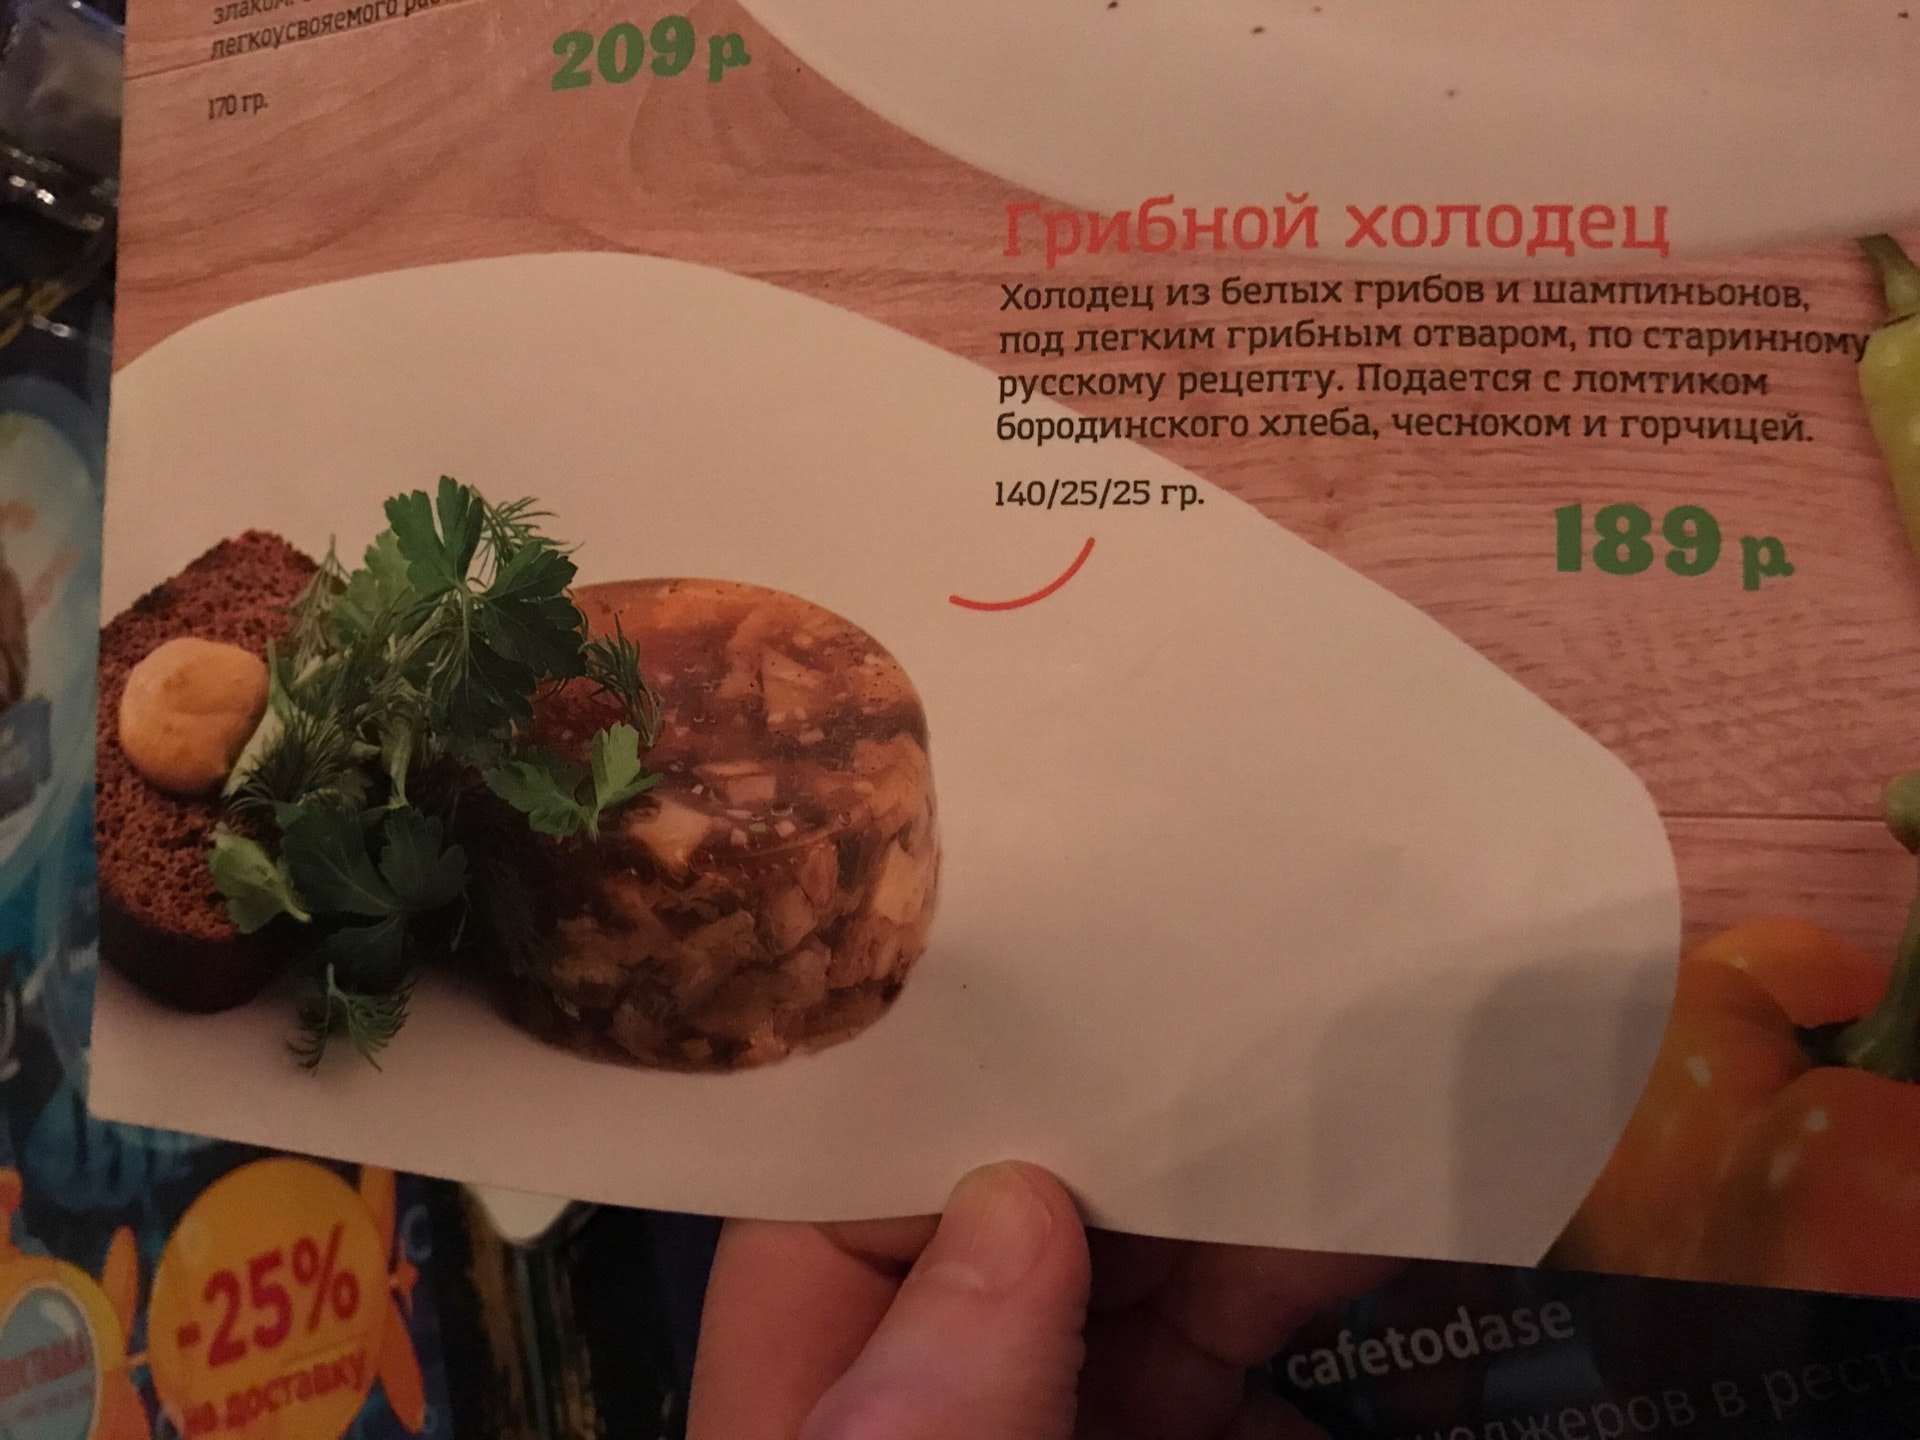 легкоусвояемого
209 р
170 гр.
Грибной холодец
Холодец из белых грибов и шампиньонов,
под легким грибным отваром, по старинному
русскому рецепту. Подается с ломтиком
бородинского хлеба, чесноком и горчицей.
140/25/25 гр.
189 р
-25%
на доставку
cafetodase
в